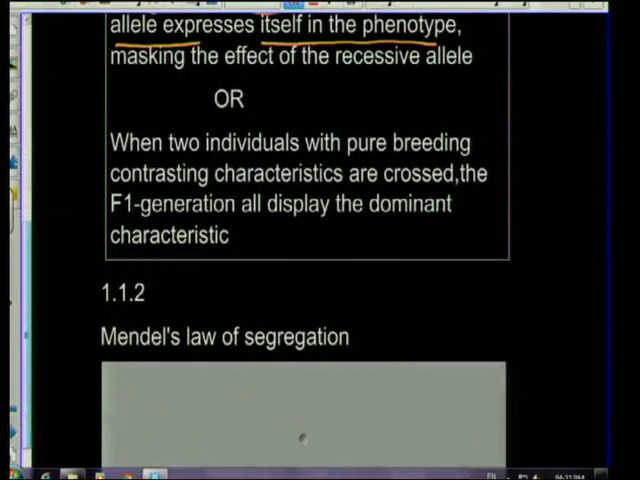 allele expresses itself in the phenotype,
masking the effect of the recessive allele
OR
When two individuals with pure breeding
contrasting characteristics are crossed,the
F1-generation all display the dominant
characteristic
1.1.2
Mendel's law of segregation
EN